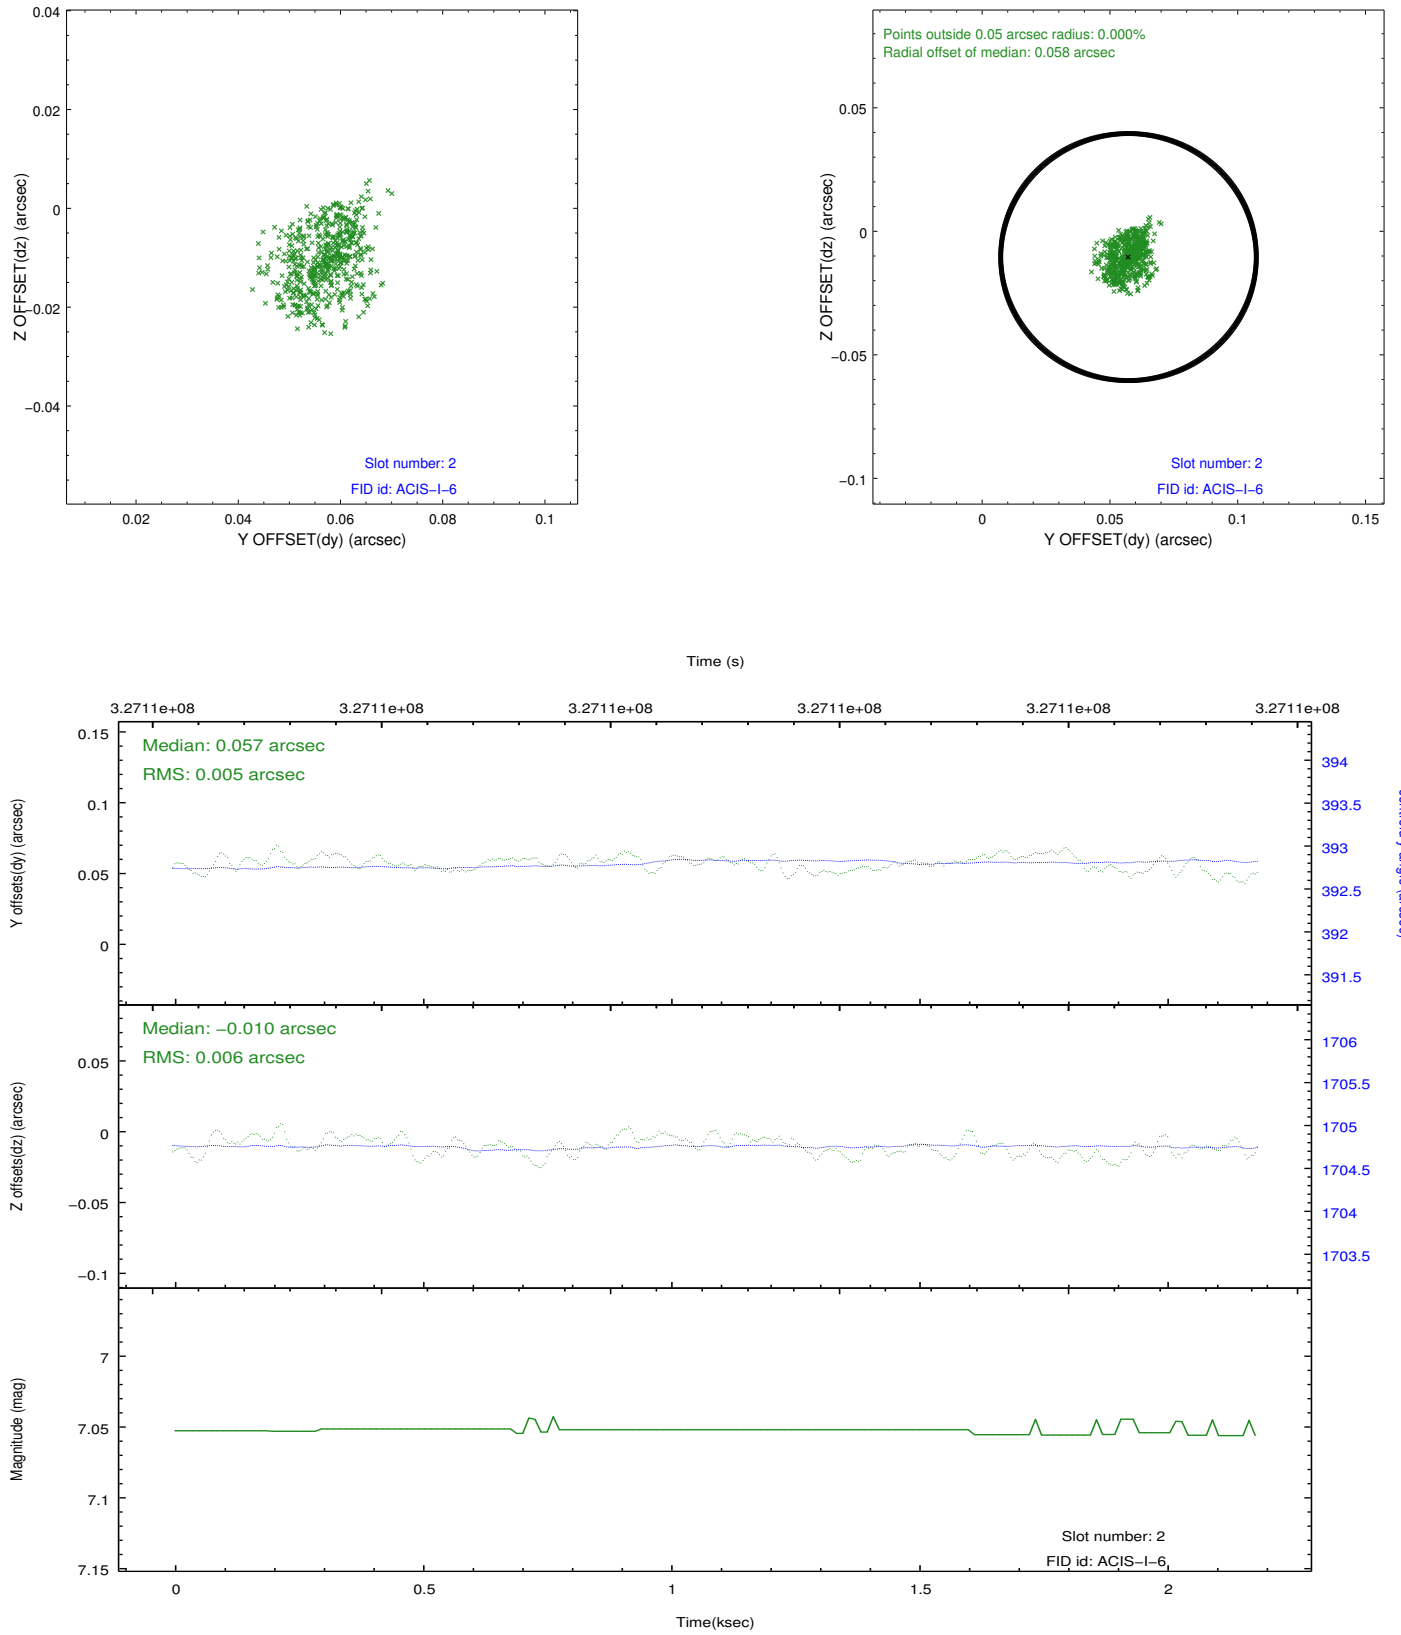 0.04
0.02
0
−0.02
−0.04
Z OFFSET(dz) (arcsec)
Slot number: 2
FID id: ACIS−I−6
0.02 0.04 0.06 0.08 0.1
Y OFFSET(dy) (arcsec)
Points outside 0.05 arcsec radius: 0.000%
Radial offset of median: 0.058 arcsec
0.05
0
−0.05
−0.1
Z OFFSET(dz) (arcsec)
Slot number: 2
FID id: ACIS−I−6
0 0.05 0.1 0.15
Y OFFSET(dy) (arcsec)
Time (s)
3.2711e+08 3.2711e+08 3.2711e+08 3.2711e+08 3.2711e+08 3.2711e+08
Median: 0.057 arcsec
RMS: 0.005 arcsec
0.15
0.1
0.05
0
Y offsets(dy) (arcsec)
394
393.5
393
392.5
392
391.5
Median: −0.010 arcsec
RMS: 0.006 arcsec
0.05
0
−0.05
−0.1
Z offsets(dz) (arcsec)
1706
1705.5
1705
1704.5
1704
1703.5
7
7.05
7.1
7.15
Magnitude (mag)
Slot number: 2
FID id: ACIS−I−6
0 0.5 1 1.5 2
Time(ksec)